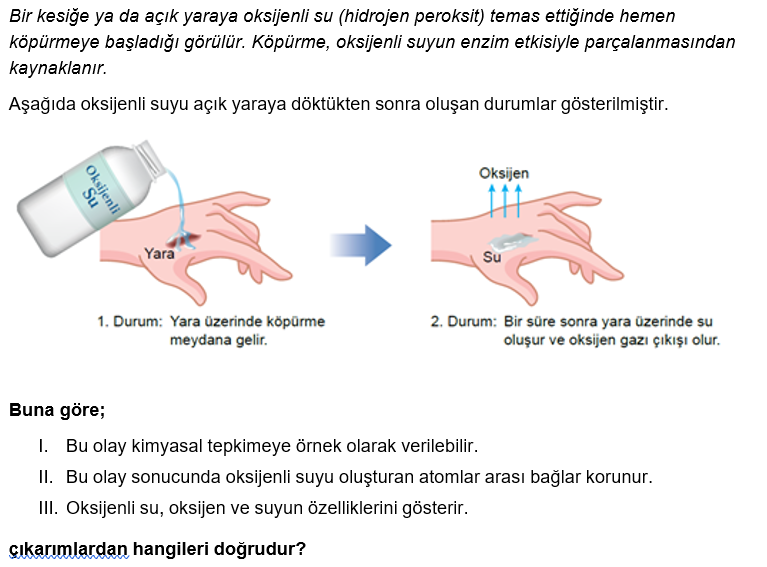 Bir kesiğe ya da açık yaraya oksijenli su (hidrojen peroksit) temas ettiğinde hemen
köpürmeye başladığı görülür. Köpürme, oksijenli suyun enzim etkisiyle parçalanmasından
kaynaklanır.
Aşağıda oksijenli suyu açık yaraya döktükten sonra oluşan durumlar gösterilmiştir.
Oksijenli
Su
Yara
1. Durum: Yara üzerinde köpürme
meydana gelir.
Oksijen
Su
2. Durum: Bir süre sonra yara üzerinde su
oluşur ve oksijen gazı çıkışı olur.
Buna göre;
I. Bu olay kimyasal tepkimeye örnek olarak verilebilir.
II. Bu olay sonucunda oksijenli suyu oluşturan atomlar arası bağlar korunur.
III. Oksijenli su, oksijen ve suyun özelliklerini gösterir.
çıkarımlardan hangileri doğrudur?